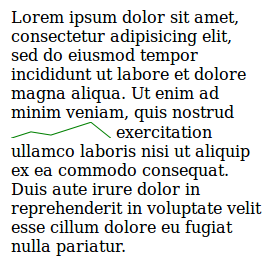 Lorem ipsum dolor sit amet,
consectetur adipisicing elit,
sed do eiusmod tempor
incididunt ut labore et dolore
magna aliqua. Ut enim ad
minim veniam, quis nostrud
exercitation
ullamco laboris nisi ut aliquip
ex ea commodo consequat.
Duis aute irure dolor in
reprehenderit in voluptate velit
esse cillum dolore eu fugiat
nulla pariatur.